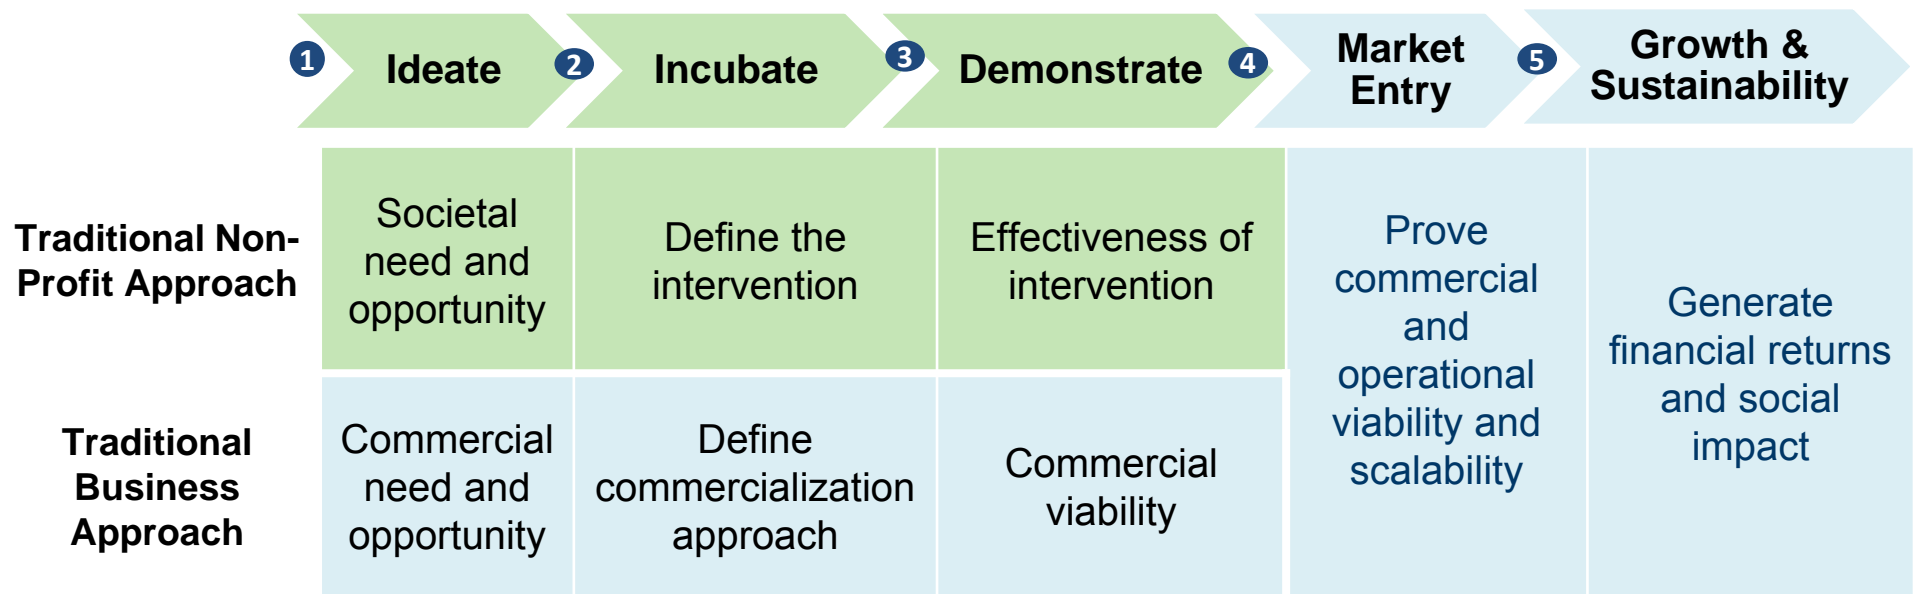 1
Ideate
2
Incubate
3
Demonstrate
4
Market
Entry
5
Growth &
Sustainability
Traditional Non-
Profit Approach
Societal
need and
opportunity
Define the
intervention
Effectiveness of
intervention
Prove
commercial
and
operational
viability and
scalability
Generate
financial returns
and social
impact
Traditional
Business
Approach
Commercial
need and
opportunity
Define
commercialization
approach
Commercial
viability